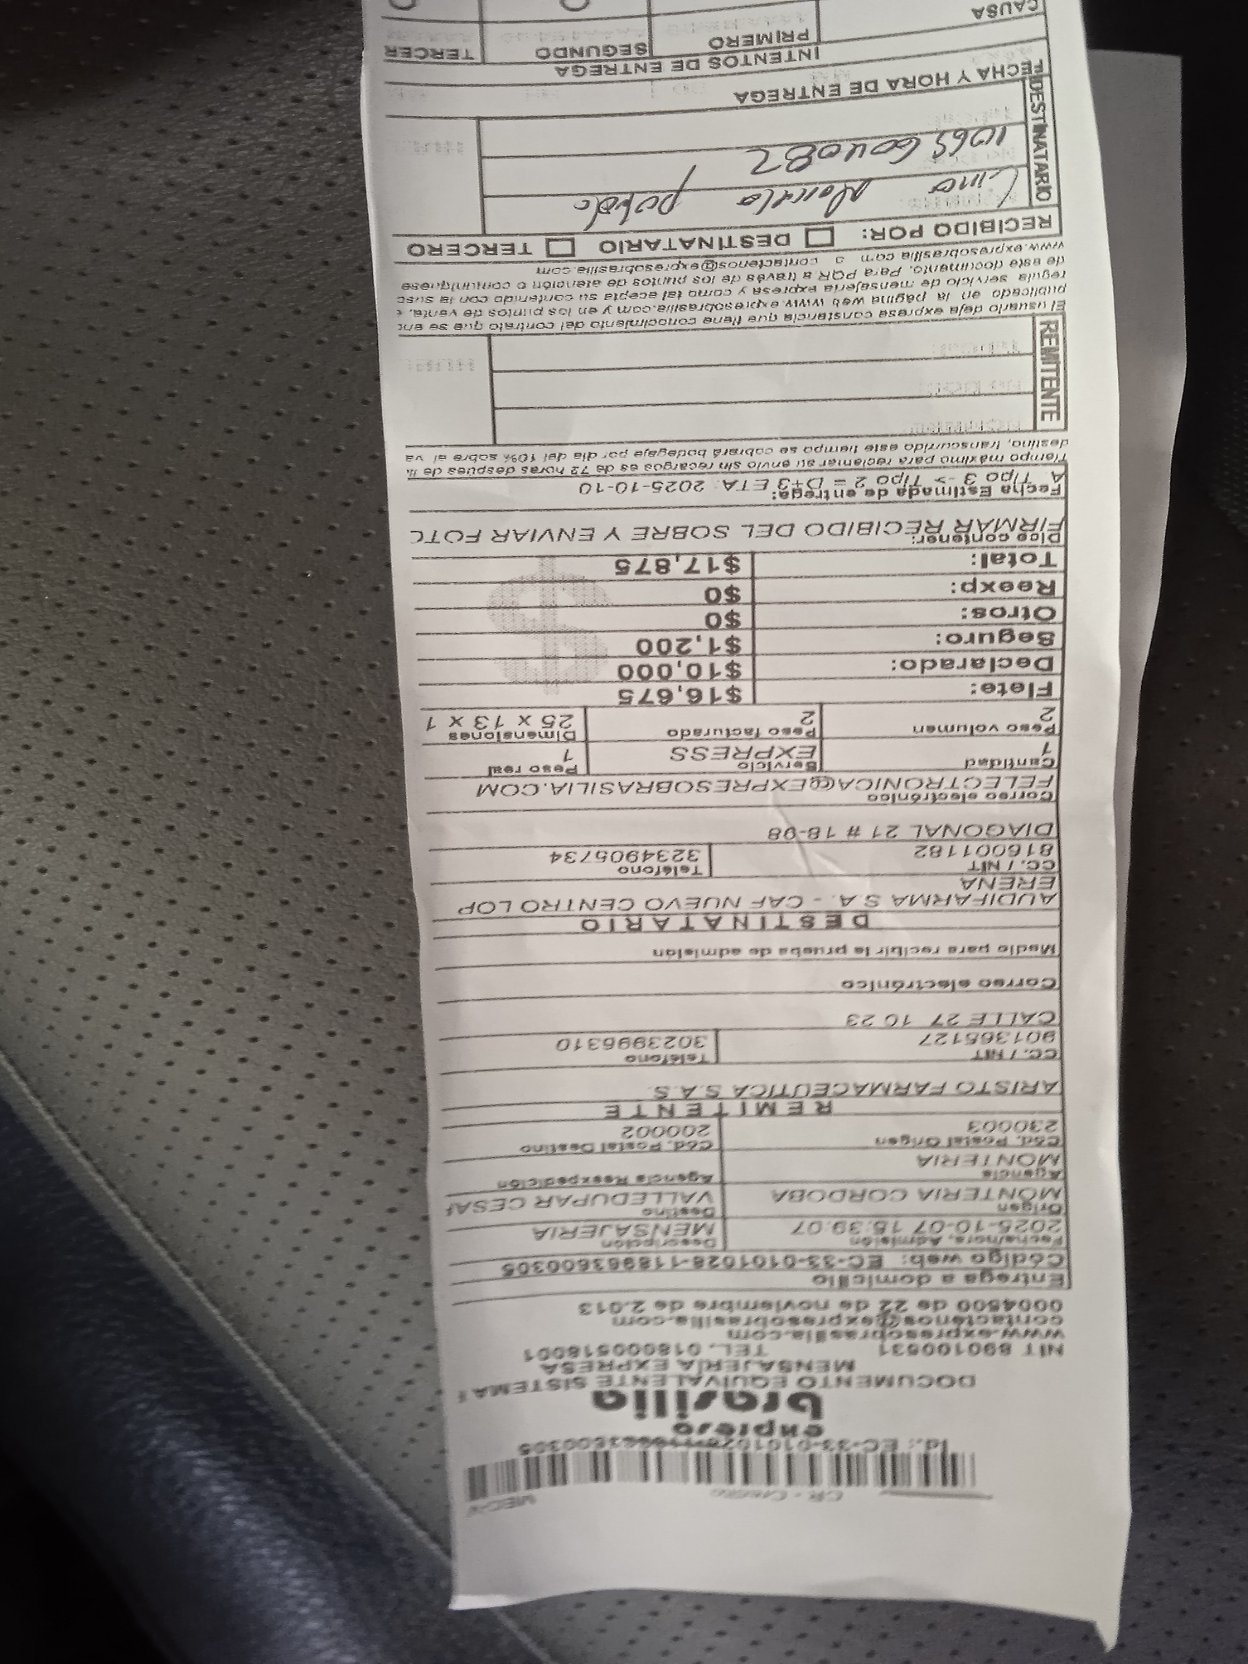 CR - Credito MEDIA
Id.: EC-33-0101028-118963600305
expreso
brasilia
DOCUMENTO EQUIVALENTE SISTEMA
MENSAJERÍA EXPRESA
NIT 890100531 TEL. 018000518001
www.expresobrasilia.com
contactenos@expresobrasilia.com
0004500 de 22 de noviembre de 2.013
Entrega a domicilio
Código web: EC-33-0101028-118963600305
Fecha/hora, Admisión Descripción
2025-10-07 15.39.07 MENSAJERIA
Origen Destino
MONTERIA CORDOBA VALLEDUPAR CESAR
Agencia Agencia Reexpedición
MONTERIA
Cód. Postal Origen Cód. Postal Destino
230003 200002
REMITENTE
ARISTO FARMACEUTICA S.A.S.
CC. / NIT Teléfono
901365127 3023996310
CALLE 27 10 23
Correo electrónico
Medio para recibir la prueba de admision
DESTINATARIO
AUDIFARMA S A. - CAF NUEVO CENTRO LOP
ERENA
CC. / NIT Teléfono
816001182 3234905734
DIAGONAL 21 # 18-98
Correo electrónico
FELECTRONICA@EXPRESOBRASILIA.COM
Cantidad Servicio Peso real
1 EXPRESS 1
Peso volumen Peso facturado Dimensiones
2 2 25 x 13 x 1
Flete: $16,675
Declarado: $10,000
Seguro: $1,200
Otros: $0
Reexp: $0
Total: $17,875
Dice contener:
FIRMAR RECIBIDO DEL SOBRE Y ENVIAR FOTO
Fecha Estimada de entrega:
A. Tipo 3 -> Tipo 2 = D+3 ETA: 2025-10-10
Tiempo máximo para reclamar su envío sin recargos es de 72 horas despues de
destino, transcurrido este tiempo se cobrará bodegaje por día del 10% sobre el va
REMITENTE
El usuario deja expresa constancia que tiene conocimiento del contrato que se
publicado en la página web www.expresobrasilia.com y en los puntos de venta,
regula servicio de mensajería expresa y como tal acepta su contenido con la susc
de este documento. Para PQR a través de los puntos de atención o comuníquese
www.expresobrasilia.com o contactenos@expresobrasilia.com
RECIBIDO POR: DESTINATARIO TERCERO
DESTINATARIO
1065604082
FECHA Y HORA DE ENTREGA
INTENTOS DE ENTREGA
CAUSA PRIMERO SEGUNDO TERCER